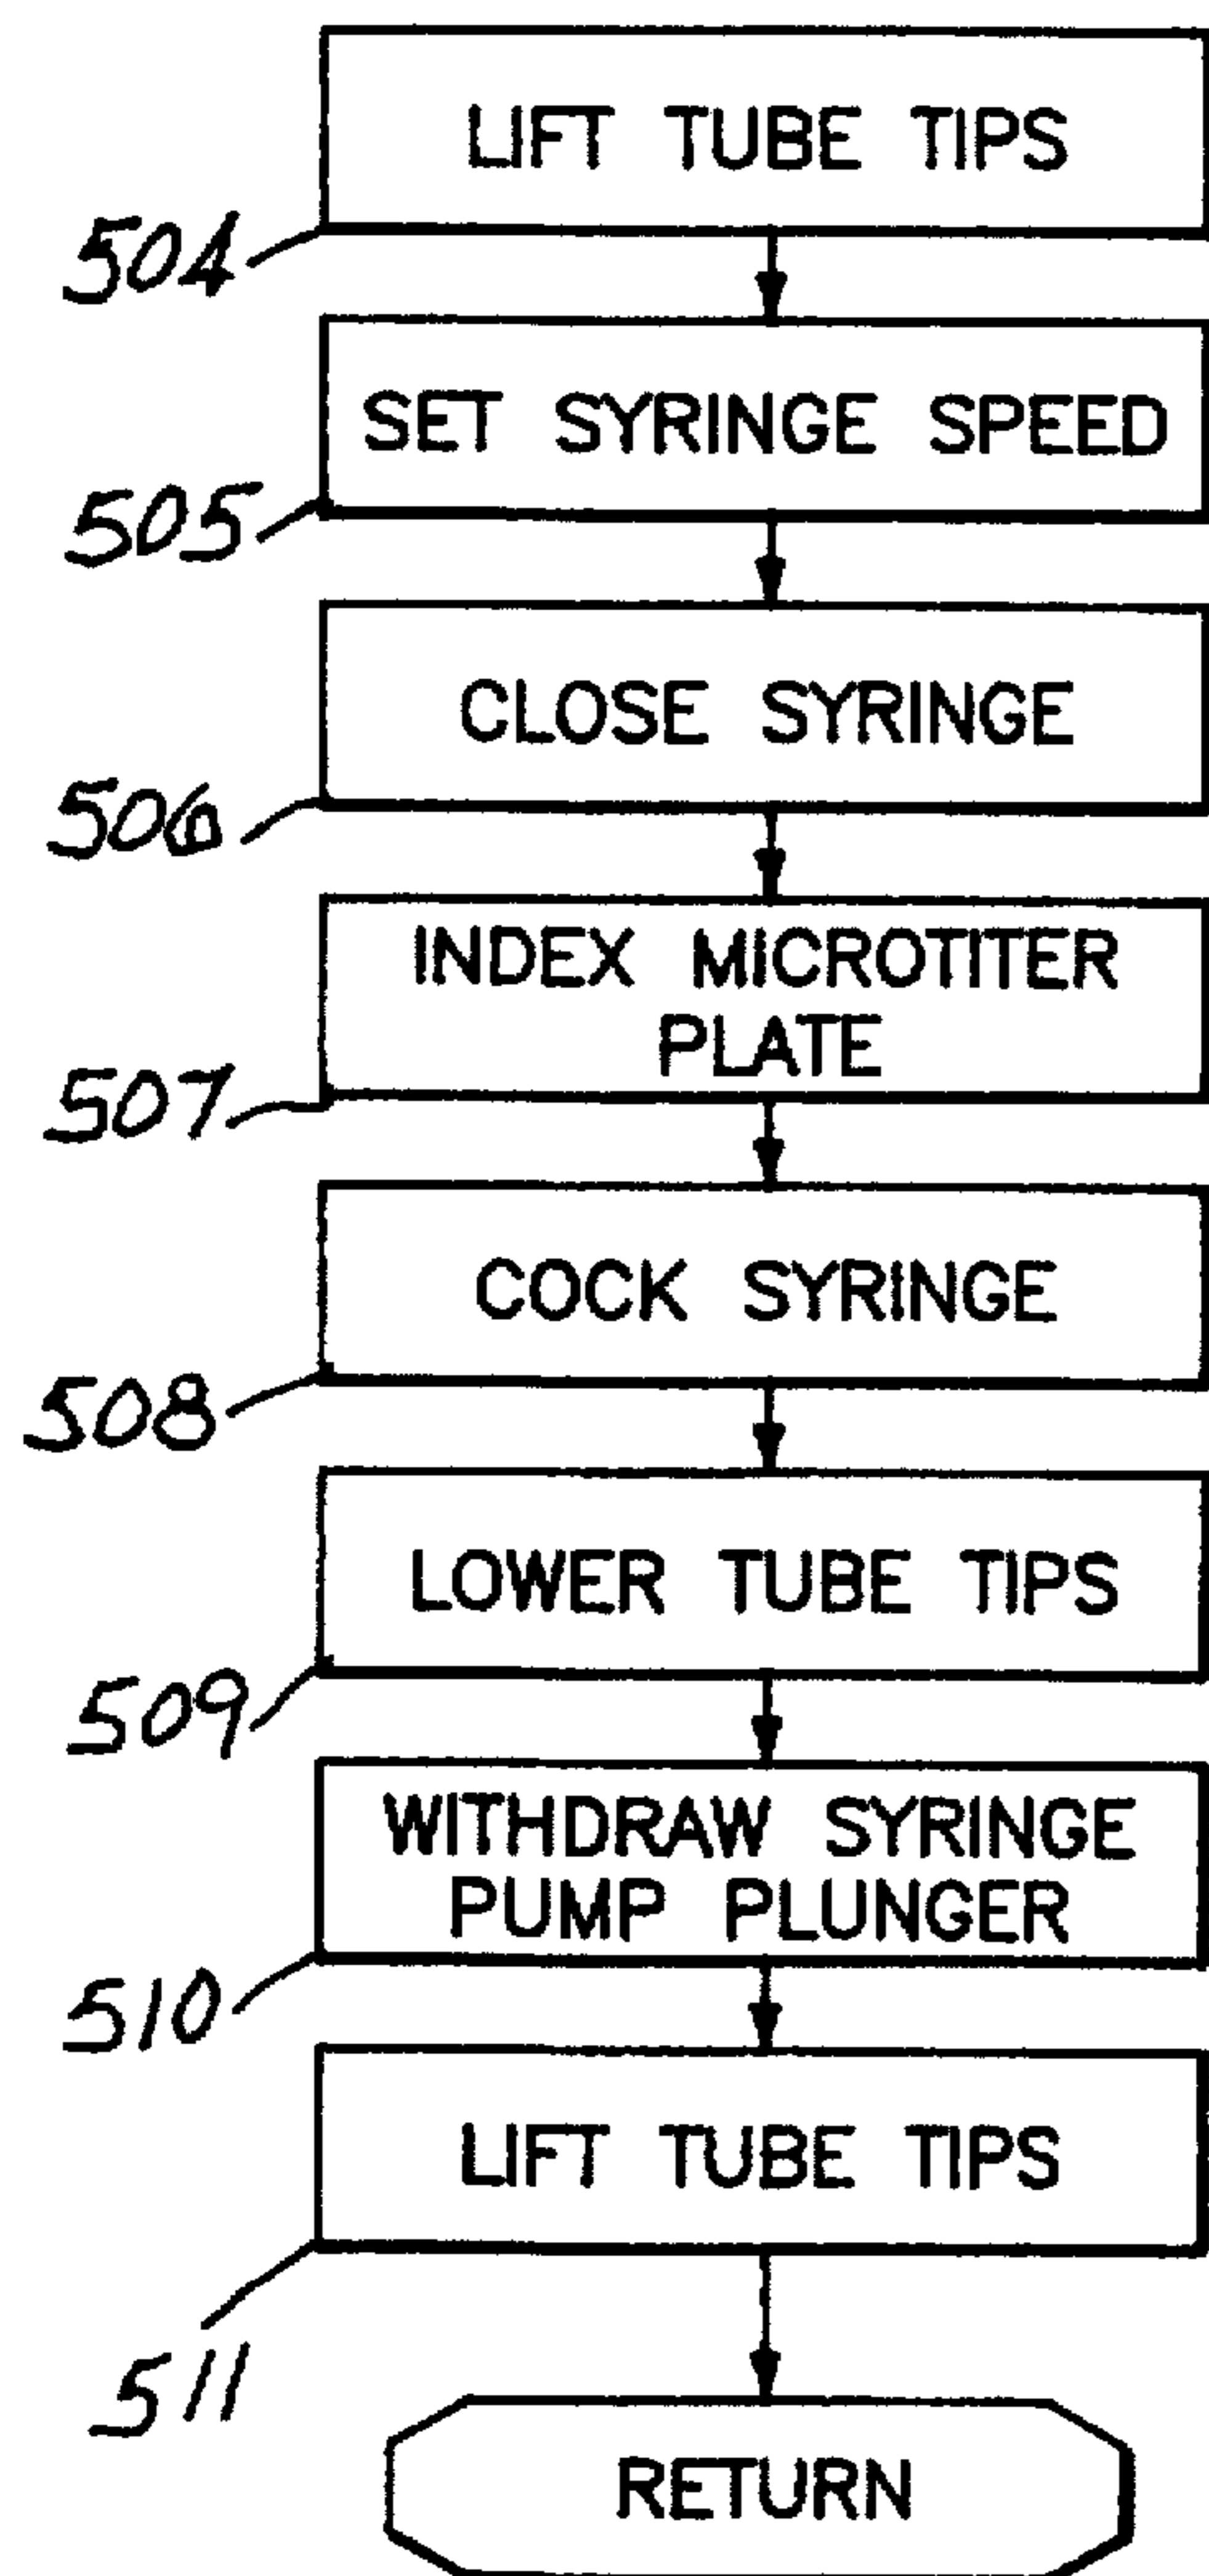 LIFT TUBE TIPS
504
SET SYRINGE SPEED
505
CLOSE SYRINGE
506
INDEX MICROTITER
PLATE
507
COCK SYRINGE
508
LOWER TUBE TIPS
509
WITHDRAW SYRINGE
PUMP PLUNGER
510
LIFT TUBE TIPS
511
RETURN